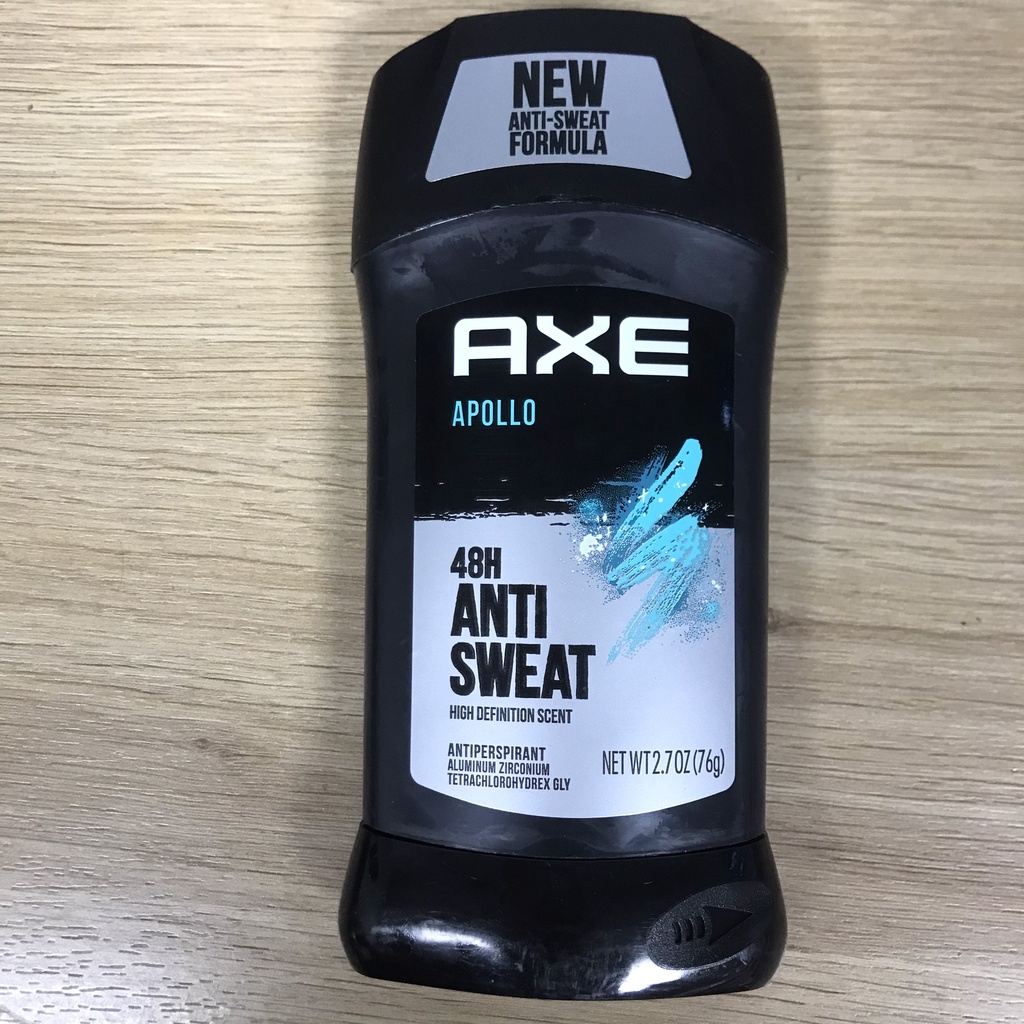 NEW
ANTI-SWEAT
FORMULA
AXE
APOLLO
48H
ANTI
SWEAT
HIGH DEFINITION SCENT
ANTIPERSPIRANT
ALUMINUM ZIRCONIUM
TETRACHLOROHYDREX GLY
NET WT 2.7 OZ (76g)